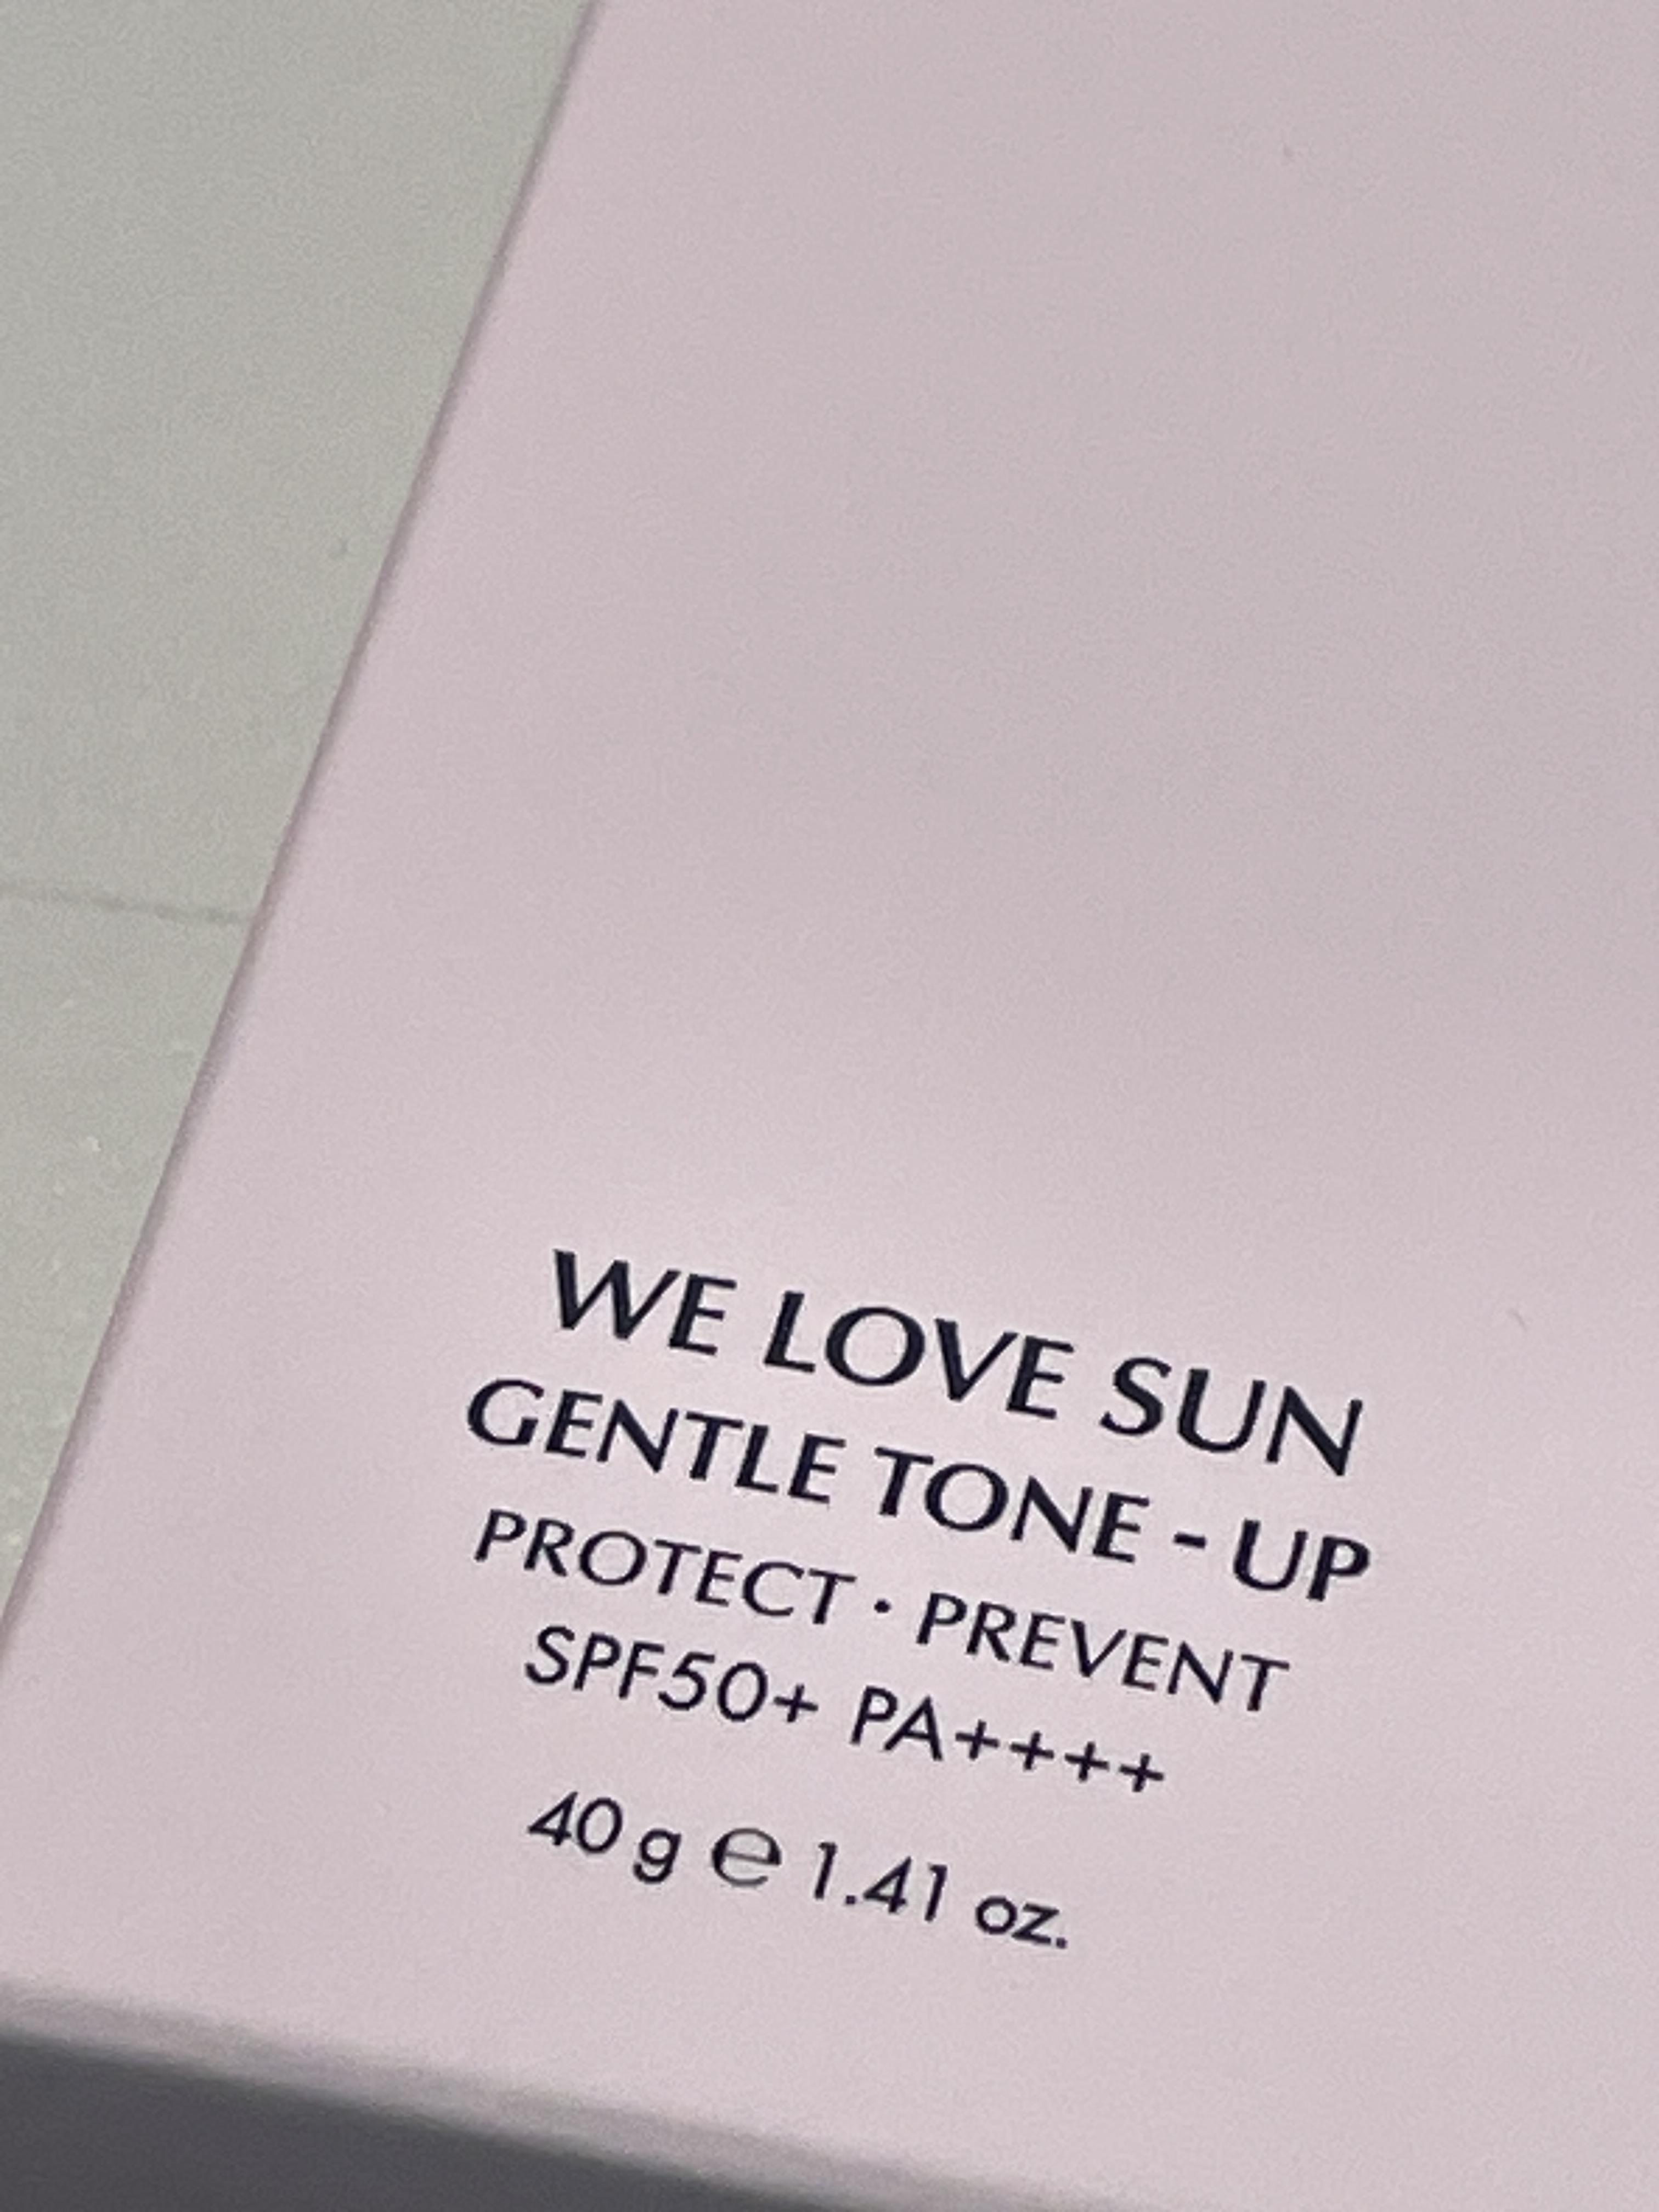 WE LOVE SUN
GENTLE TONE - UP
PROTECT · PREVENT
SPF50+ PA++++
40 g ℮ 1.41 oz.